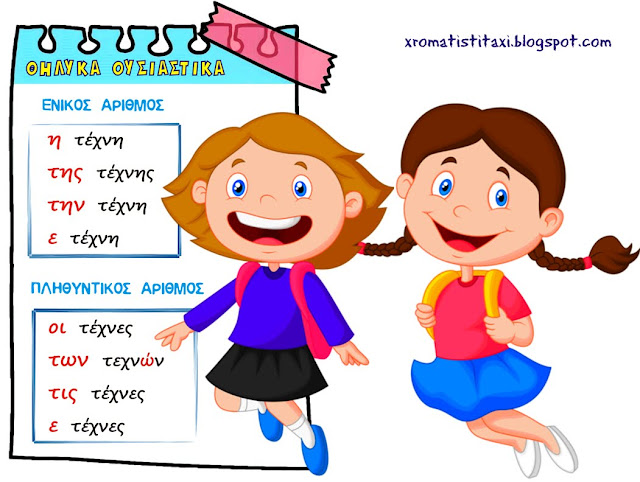 xromatistitaxi.blogspot.com
ΘΗΛΥΚΑ ΟΥΣΙΑΣΤΙΚΑ
ΕΝΙΚΟΣ ΑΡΙΘΜΟΣ
η τέχνη
της τέχνης
την τέχνη
ε τέχνη
ΠΛΗΘΥΝΤΙΚΟΣ ΑΡΙΘΜΟΣ
οι τέχνες
των τεχνών
τις τέχνες
ε τέχνες